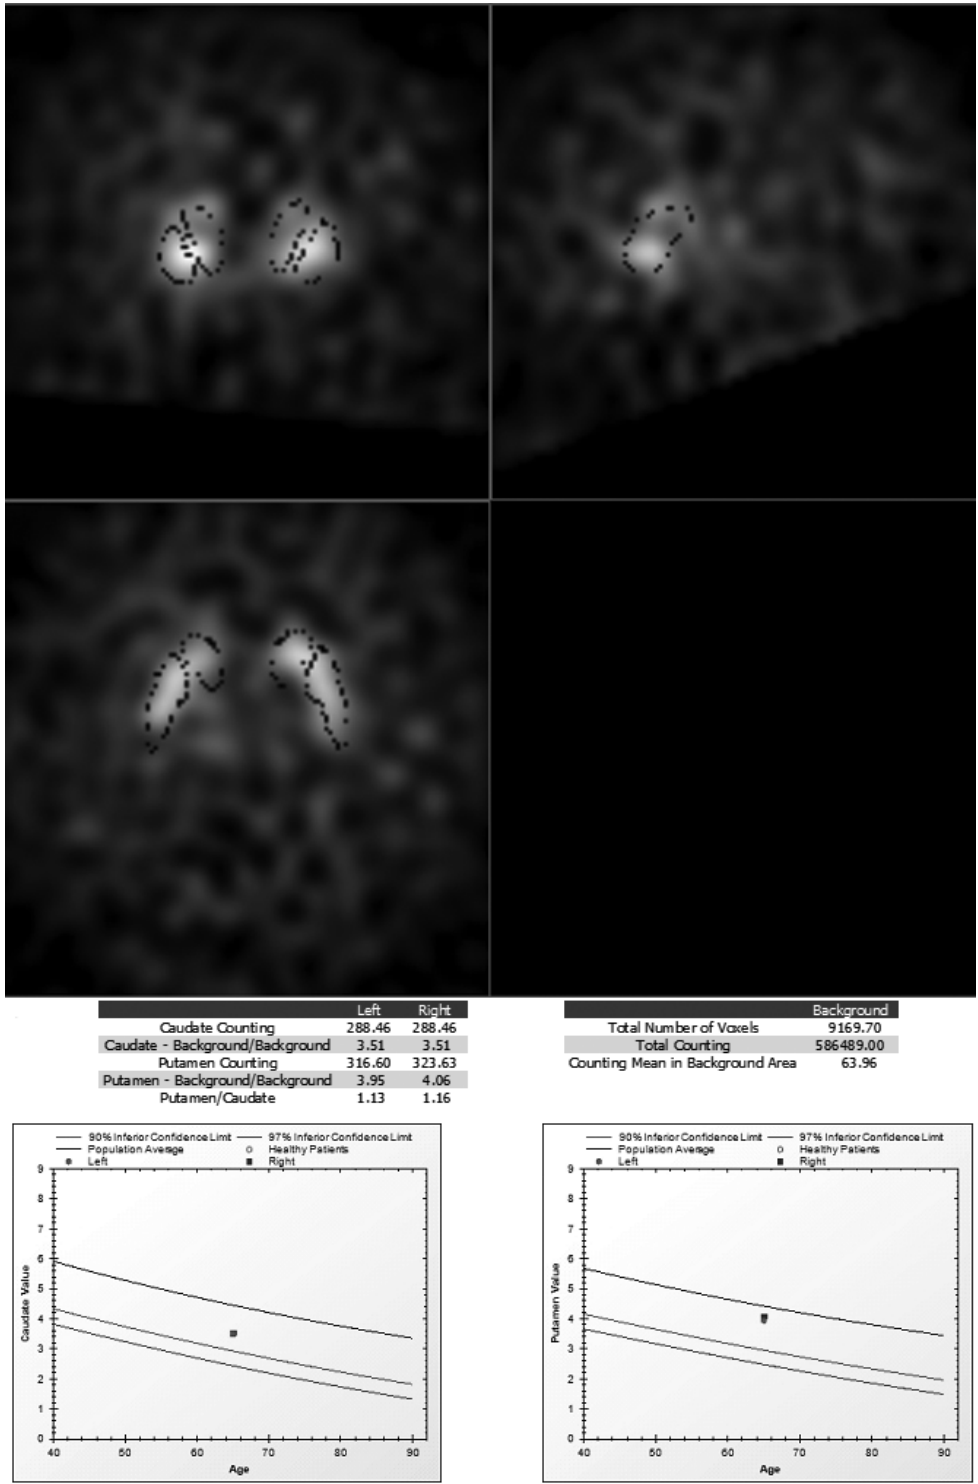 Left Right
Caudate Counting 288.46 288.46
Caudate - Background/Background 3.51 3.51
Putamen Counting 316.60 323.63
Putamen - Background/Background 3.95 4.06
Putamen/Caudate 1.13 1.16
Background
Total Number of Voxels 9169.70
Total Counting 586489.00
Counting Mean in Background Area 63.96
90% Inferior Confidence Limt 97% Inferior Confidence Limt
Population Average Healthy Patients
Left Right
9
8
7
6
5
4
3
2
1
0
Caudate Value
40 50 60 70 80 90
Age
90% Inferior Confidence Limt 97% Inferior Confidence Limt
Population Average Healthy Patients
Left Right
9
8
7
6
5
4
3
2
1
0
Putamen Value
40 50 60 70 80 90
Age